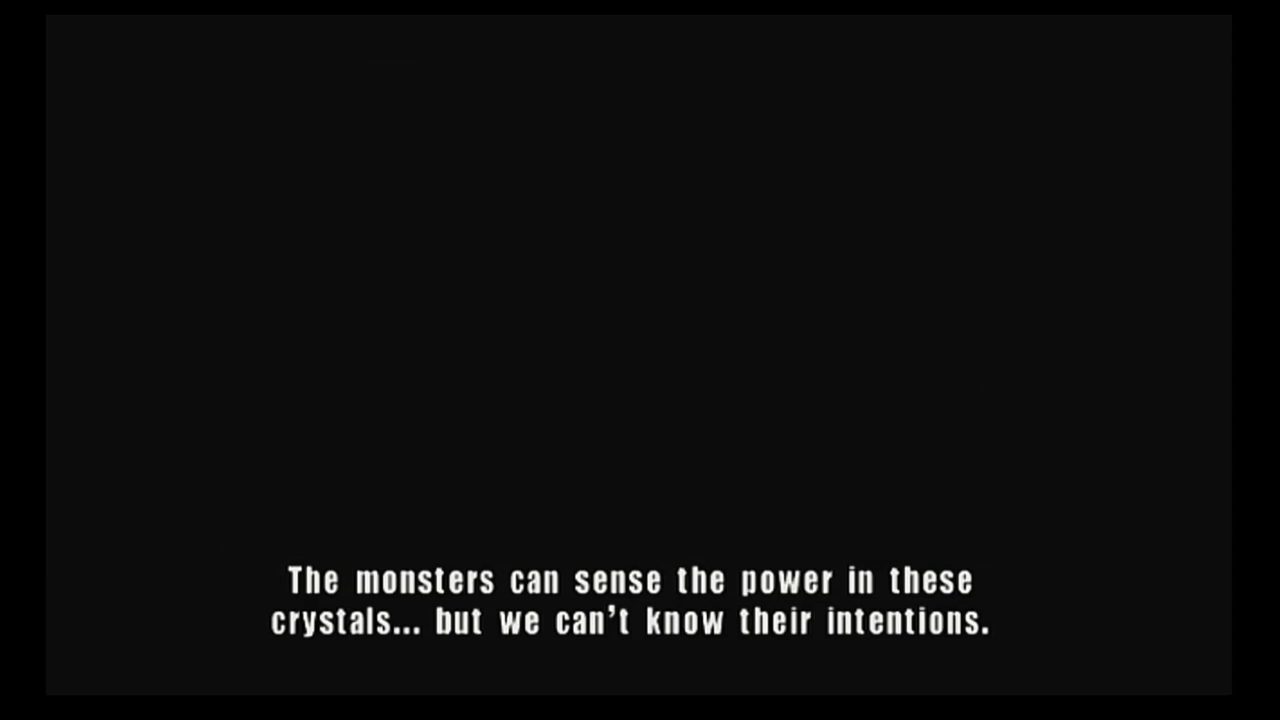 The monsters can sense the power in these
crystals... but we can’t know their intentions.